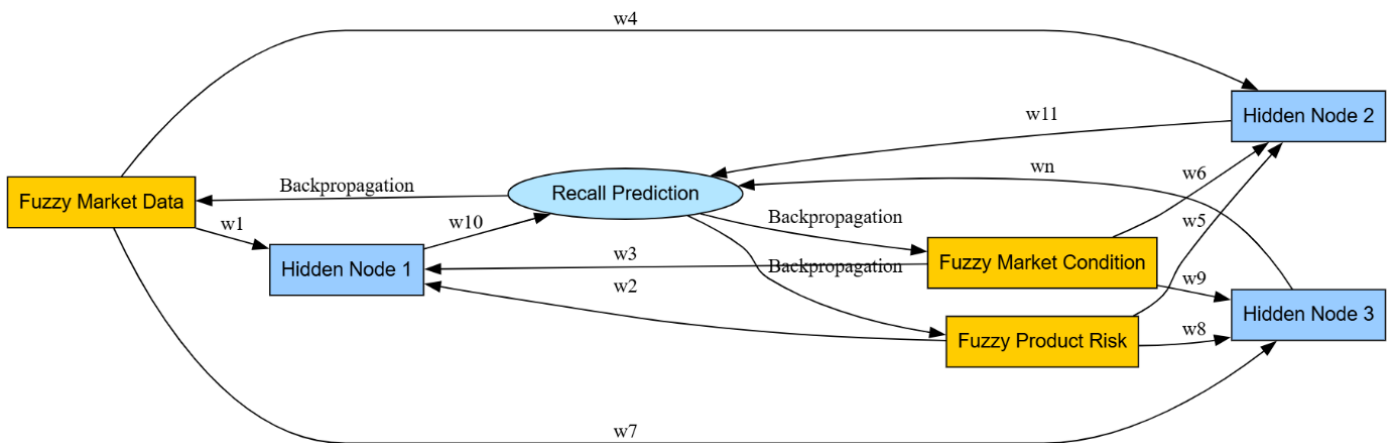 w4
Hidden Node 2
w11
wn
w6
Backpropagation
Recall Prediction
Fuzzy Market Data
w1
w10
Backpropagation
w5
w3
Hidden Node 1
Backpropagation
Fuzzy Market Condition
w9
w2
Hidden Node 3
w8
Fuzzy Product Risk
w7